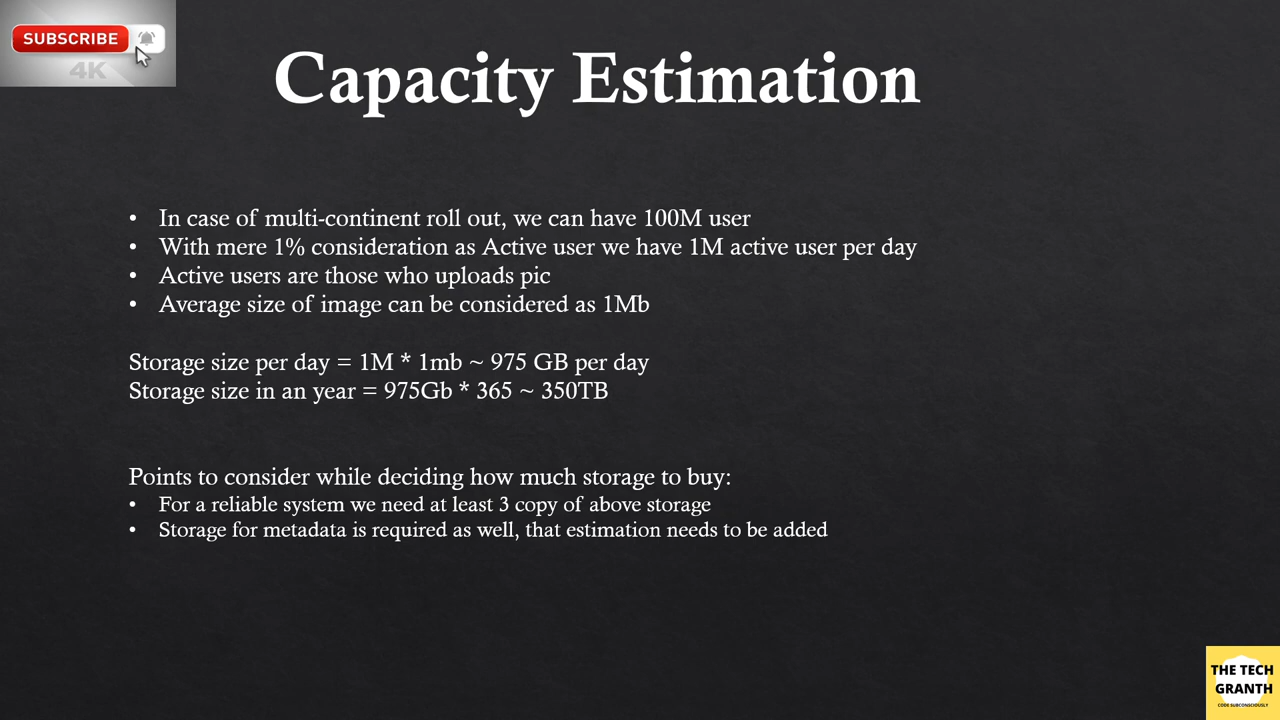 SUBSCRIBE
4K
Capacity Estimation
• In case of multi-continent roll out, we can have 100M user
• With mere 1% consideration as Active user we have 1M active user per day
• Active users are those who uploads pic
• Average size of image can be considered as 1Mb
Storage size per day = 1M * 1mb ~ 975 GB per day
Storage size in an year = 975Gb * 365 ~ 350TB
Points to consider while deciding how much storage to buy:
• For a reliable system we need at least 3 copy of above storage
• Storage for metadata is required as well, that estimation needs to be added
THE TECH
GRANTH
CODE SUBCONSCIOUSLY